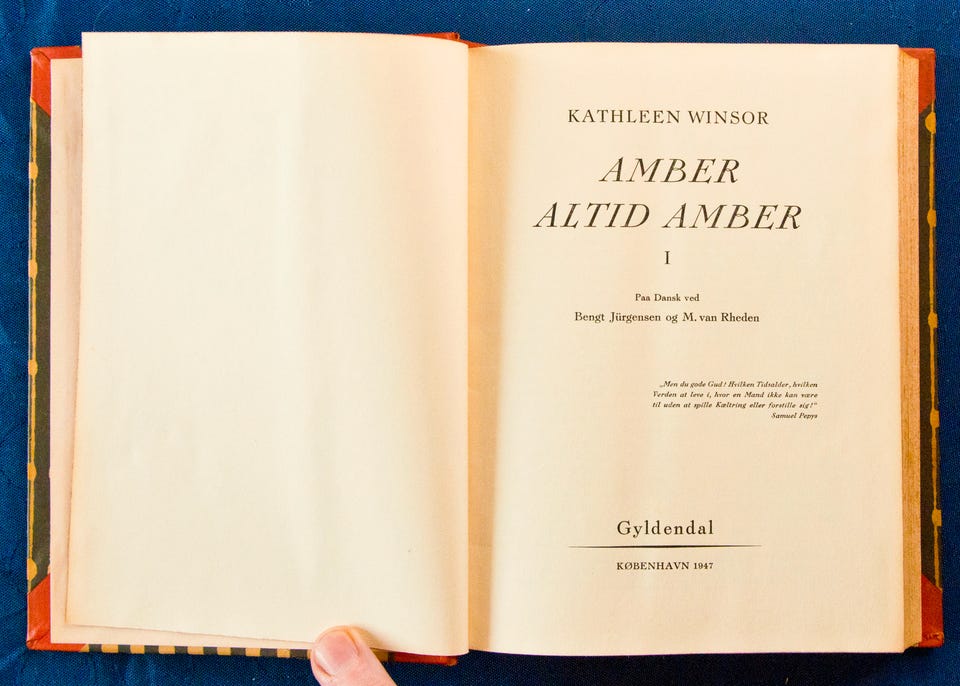 KATHLEEN WINSOR
AMBER
ALTID AMBER
I
Paa Dansk ved
Bengt Jürgensen og M. van Rheden
„Men du gode Gud! Hvilken Tidsalder, hvilken
Verden at leve i, hvor en Mand ikke kan være
til uden at spille Kæltring eller forstille sig!"
Samuel Pepys
Gyldendal
KØBENHAVN 1947